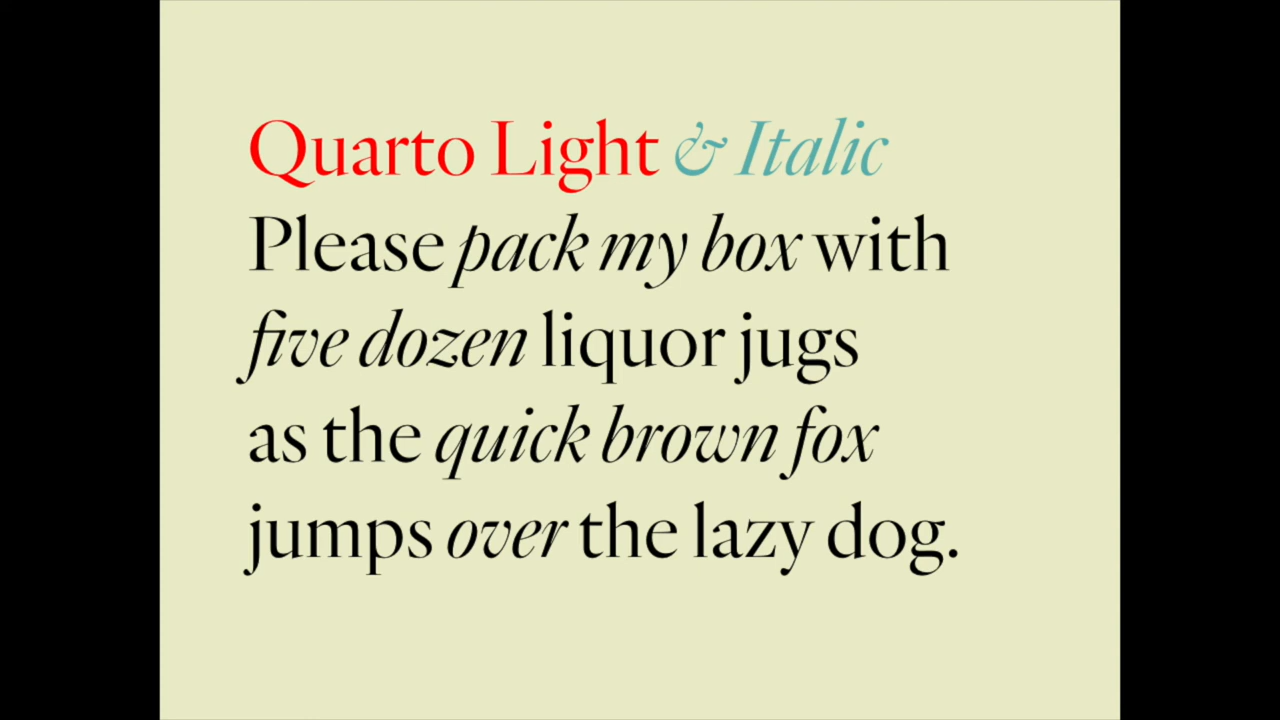 Quarto Light & Italic
Please pack my box with
five dozen liquor jugs
as the quick brown fox
jumps over the lazy dog.